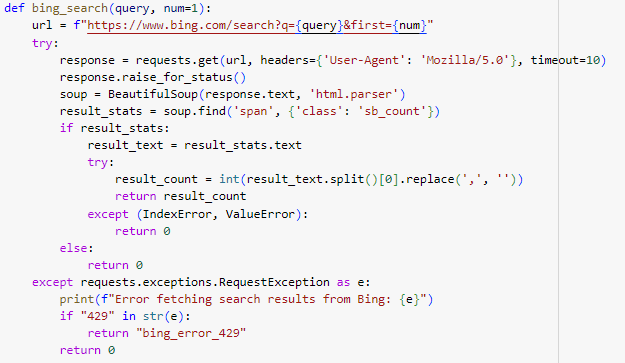 def bing_search(query, num=1):
    url = f"https://www.bing.com/search?q={query}&first={num}"
    try:
        response = requests.get(url, headers={'User-Agent': 'Mozilla/5.0'}, timeout=10)
        response.raise_for_status()
        soup = BeautifulSoup(response.text, 'html.parser')
        result_stats = soup.find('span', {'class': 'sb_count'})
        if result_stats:
            result_text = result_stats.text
            try:
                result_count = int(result_text.split()[0].replace(',', ''))
                return result_count
            except (IndexError, ValueError):
                return 0
        else:
            return 0
    except requests.exceptions.RequestException as e:
        print(f"Error fetching search results from Bing: {e}")
        if "429" in str(e):
            return "bing_error_429"
        return 0